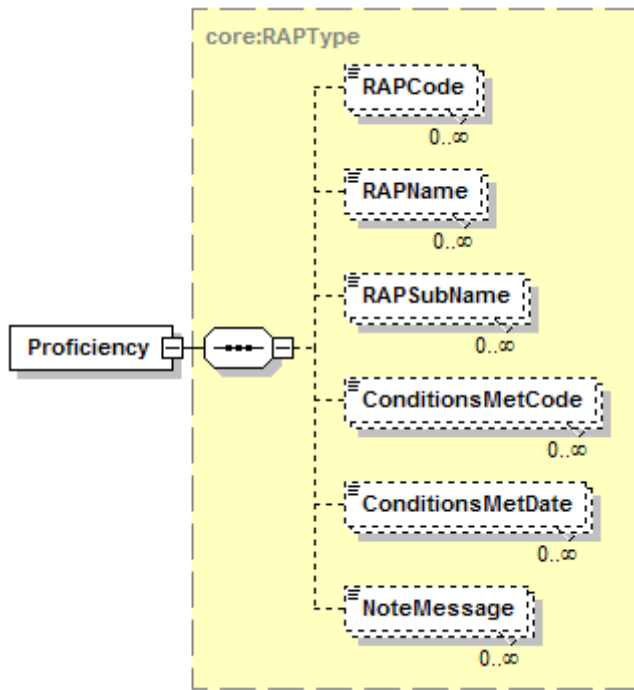 core:RAPType
RAPCode
0..∞
RAPName
0..∞
RAPSubName
0..∞
Proficiency
ConditionsMetCode
0..∞
ConditionsMetDate
0..∞
NoteMessage
0..∞